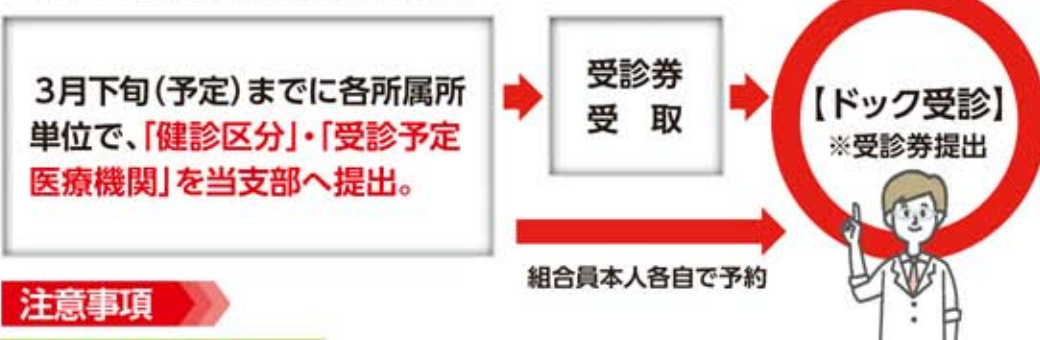 3月下旬(予定)までに各所属所
単位で、「健診区分」・「受診予定
医療機関」を当支部へ提出。
受診券
受 取
【ドック受診】
※受診券提出
組合員本人各自で予約
注意事項